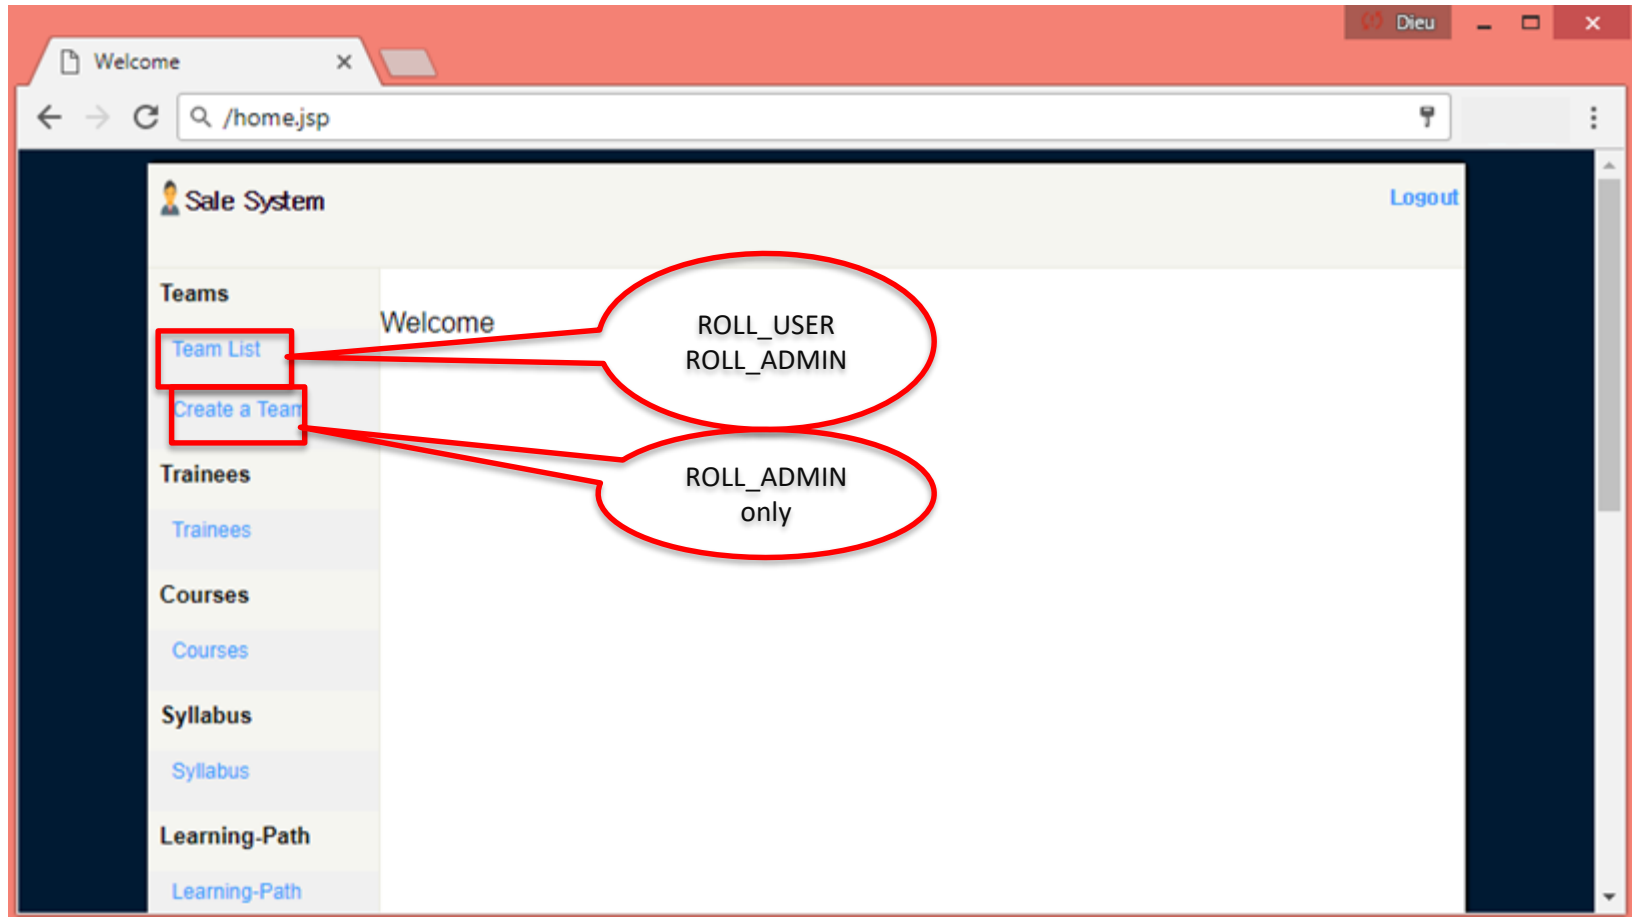 Dieu
Welcome
/home.jsp
Sale System
Logout
Teams
Welcome
Team List
ROLL_USER
ROLL_ADMIN
Create a Team
Trainees
ROLL_ADMIN
only
Trainees
Courses
Courses
Syllabus
Syllabus
Learning-Path
Learning-Path